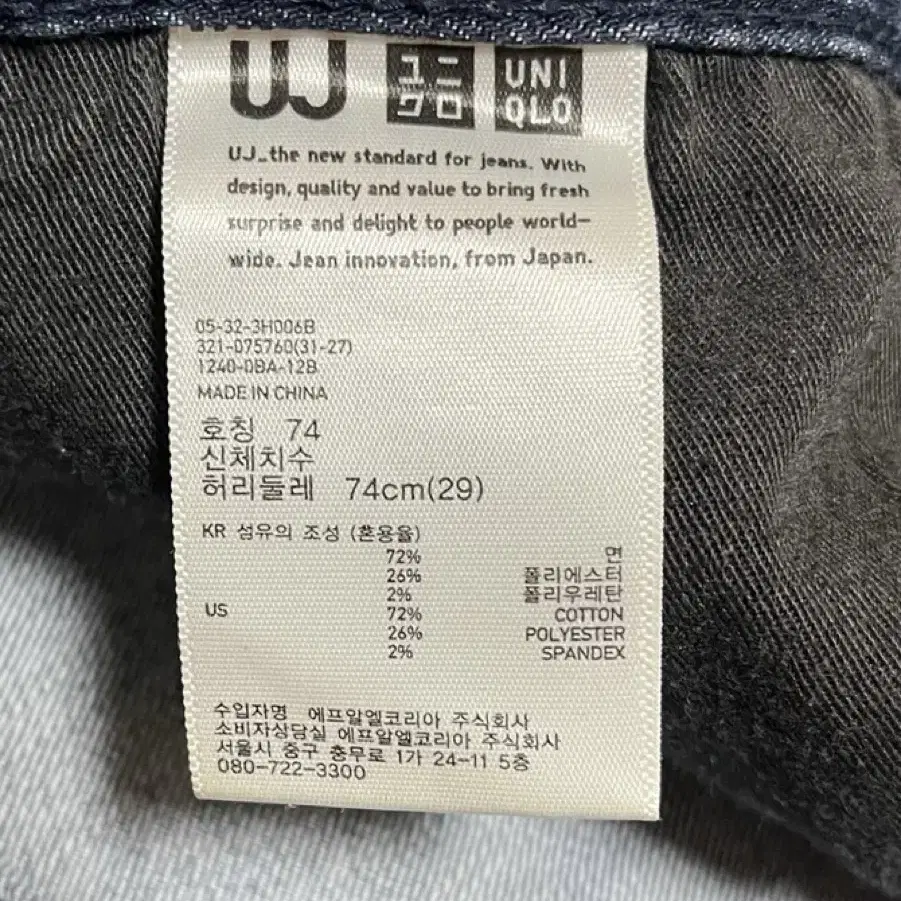 UJ ユニクロ UNIQLO
UJ_the new standard for jeans. With
design, quality and value to bring fresh
surprise and delight to people world-
wide. Jean innovation, from Japan.
05-32-3H006B
321-075760(31-27)
1240-0BA-12B
MADE IN CHINA
호칭 74
신체치수
허리둘레 74cm(29)
KR 섬유의 조성 (혼용율)
72% 면
26% 폴리에스터
2% 폴리우레탄
US 72% COTTON
26% POLYESTER
2% SPANDEX
수입자명 에프알엘코리아 주식회사
소비자상담실 에프알엘코리아 주식회사
서울시 중구 충무로 1가 24-11 5층
080-722-3300